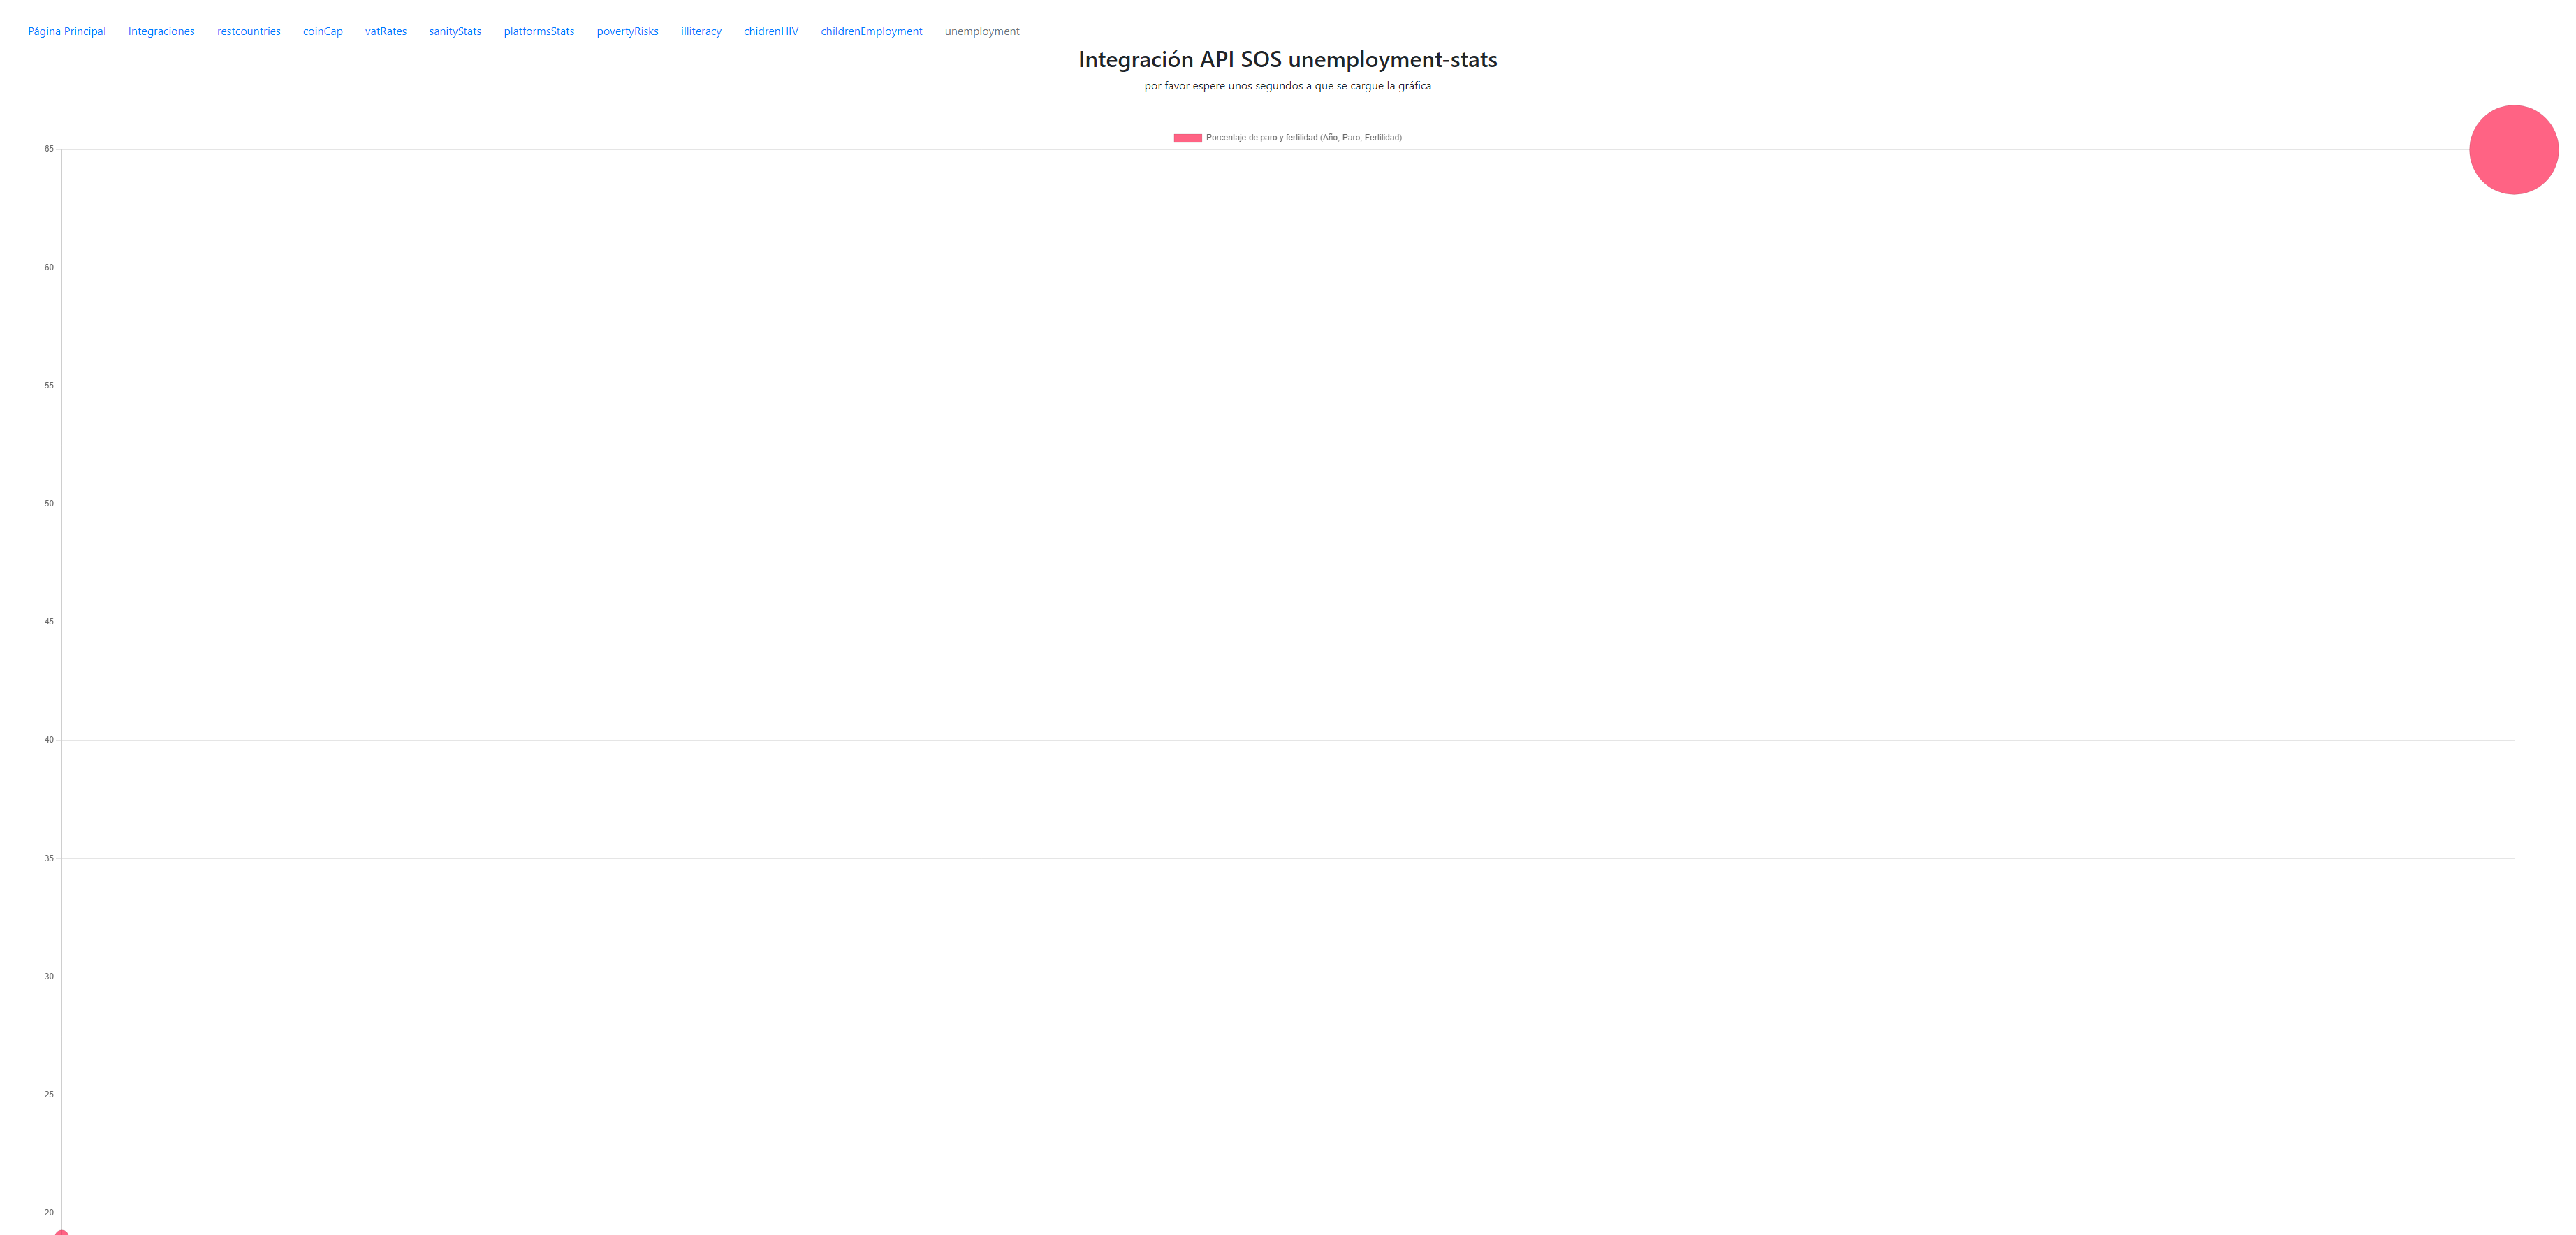 Página Principal Integraciones restcountries coinCap vatRates sanityStats platformsStats povertyRisks illiteracy chidrenHIV childrenEmployment unemployment
Integración API SOS unemployment-stats
por favor espere unos segundos a que se cargue la gráfica
Porcentaje de paro y fertilidad (Año, Paro, Fertilidad)
65
60
55
50
45
40
35
30
25
20